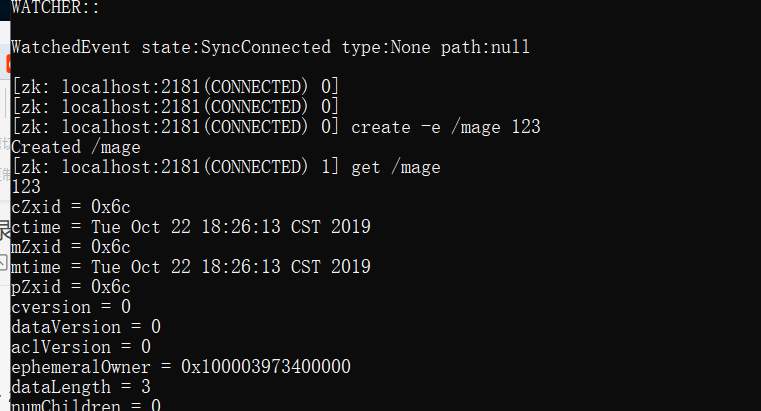 WATCHER::
WatchedEvent state:SyncConnected type:None path:null
[zk: localhost:2181(CONNECTED) 0]
[zk: localhost:2181(CONNECTED) 0]
[zk: localhost:2181(CONNECTED) 0] create -e /mage 123
Created /mage
[zk: localhost:2181(CONNECTED) 1] get /mage
123
cZxid = 0x6c
ctime = Tue Oct 22 18:26:13 CST 2019
mZxid = 0x6c
mtime = Tue Oct 22 18:26:13 CST 2019
pZxid = 0x6c
cversion = 0
dataVersion = 0
aclVersion = 0
ephemeralOwner = 0x100003973400000
dataLength = 3
numChildren = 0